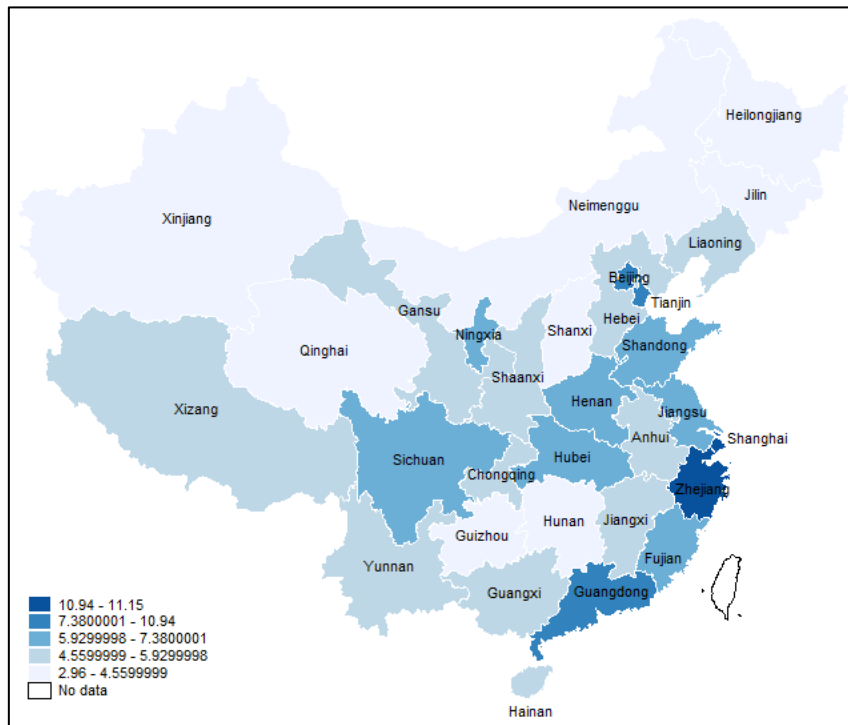 Heilongjiang
Jilin
Neimenggu
Xinjiang
Liaoning
Beijing
Tianjin
Gansu
Hebei
Ningxia
Shanxi
Shandong
Qinghai
Shaanxi
Henan
Jiangsu
Xizang
Anhui
Shanghai
Sichuan
Hubei
Chongqing
Zhejiang
Hunan
Jiangxi
Guizhou
Fujian
Yunnan
Guangxi
Guangdong
10.94 - 11.15
7.3800001 - 10.94
5.9299998 - 7.3800001
4.5599999 - 5.9299998
2.96 - 4.5599999
No data
Hainan